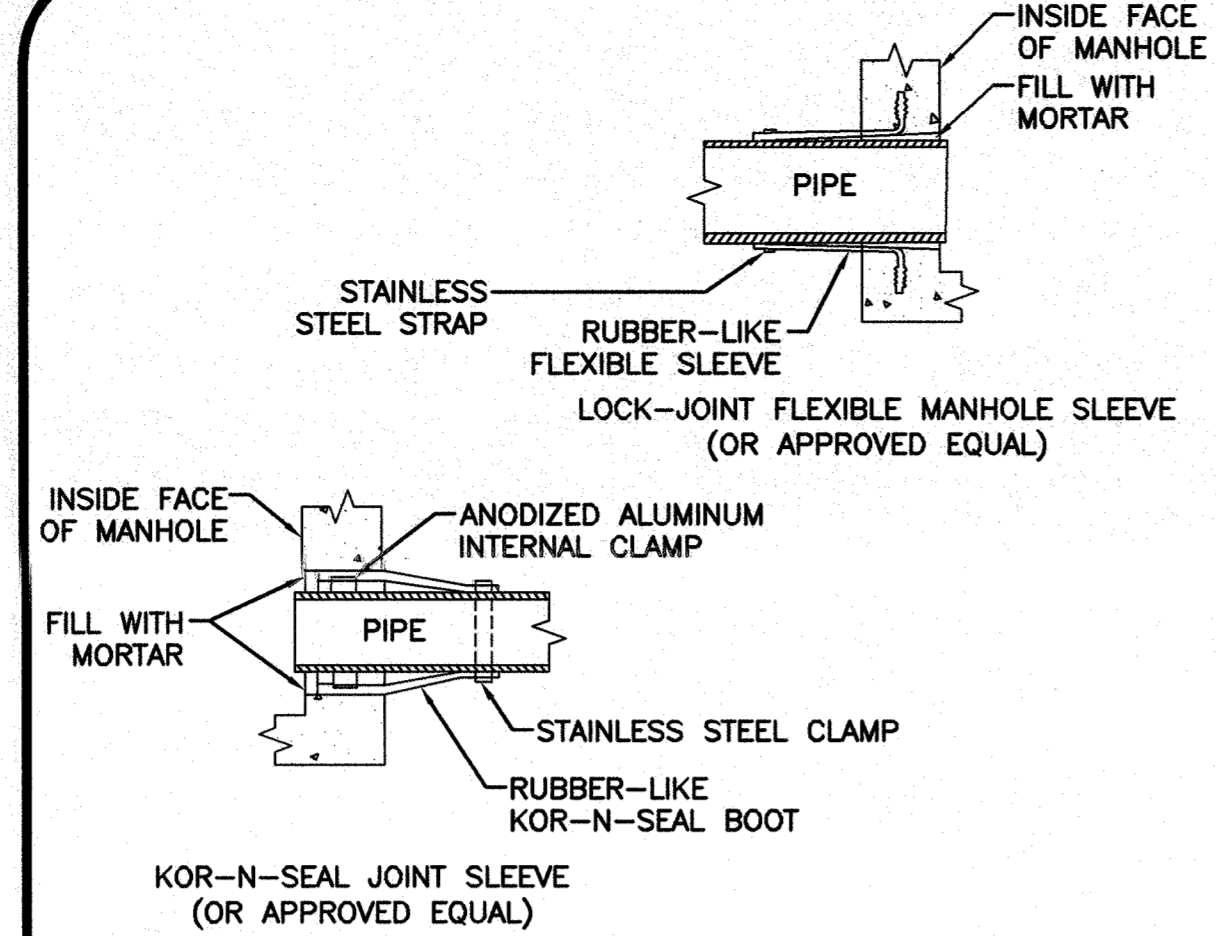 INSIDE FACE
OF MANHOLE
FILL WITH
MORTAR
PIPE
STAINLESS
STEEL STRAP
RUBBER-LIKE
FLEXIBLE SLEEVE
LOCK-JOINT FLEXIBLE MANHOLE SLEEVE
(OR APPROVED EQUAL)
INSIDE FACE
OF MANHOLE
ANODIZED ALUMINUM
INTERNAL CLAMP
FILL WITH
MORTAR
PIPE
STAINLESS STEEL CLAMP
RUBBER-LIKE
KOR-N-SEAL BOOT
KOR-N-SEAL JOINT SLEEVE
(OR APPROVED EQUAL)